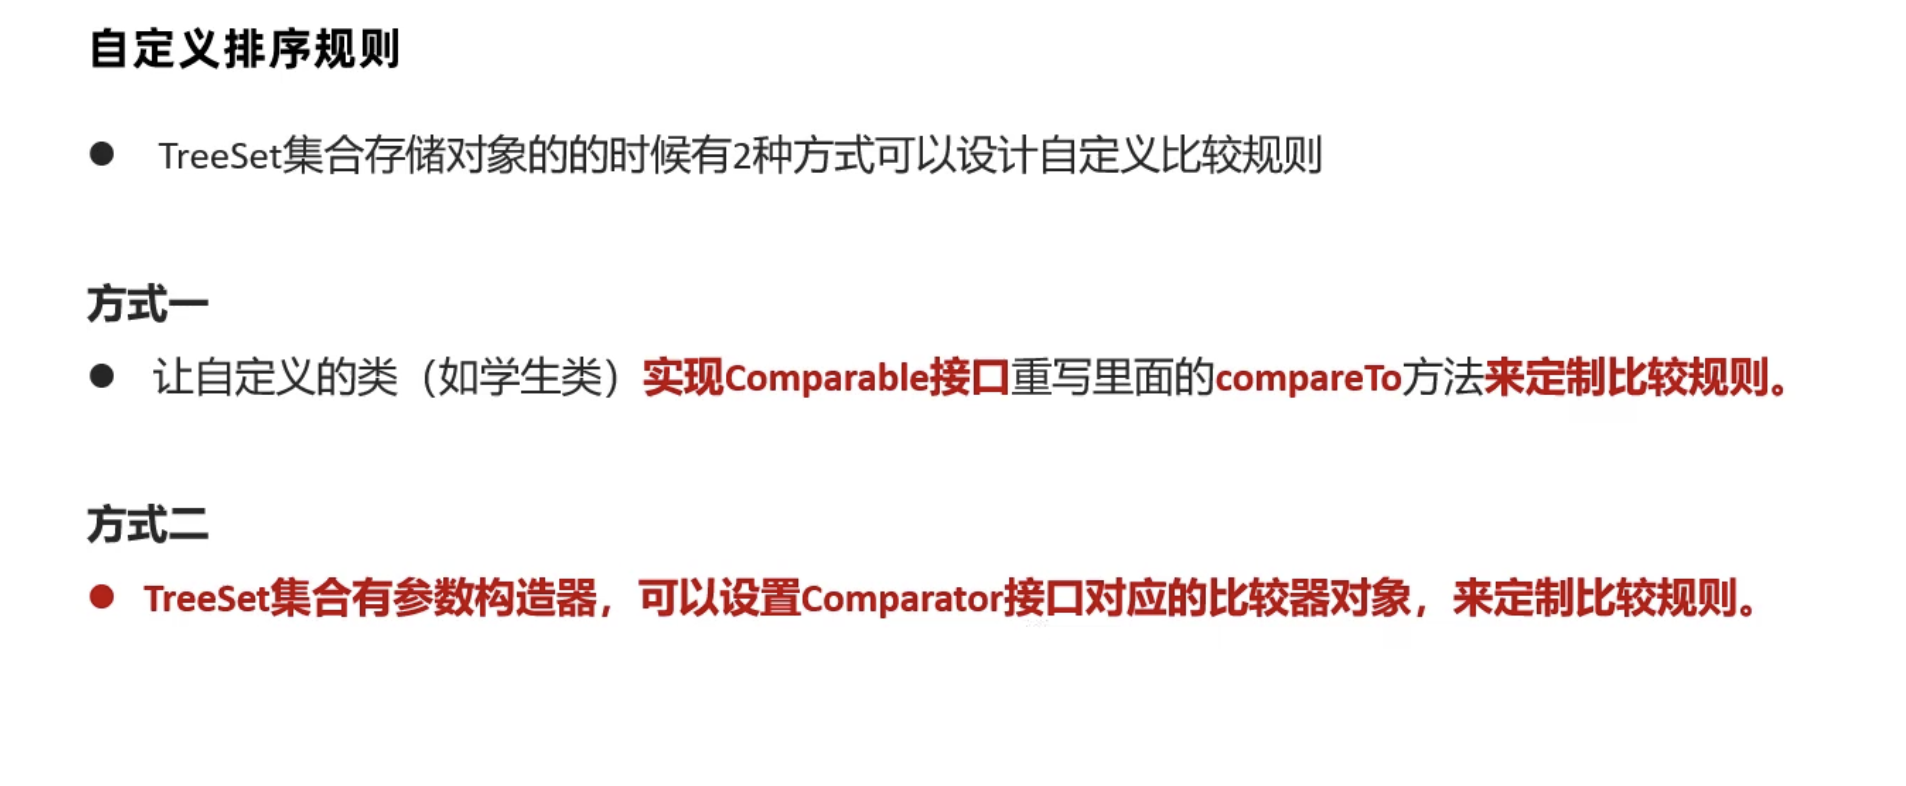 自定义排序规则
● TreeSet集合存储对象的的时候有2种方式可以设计自定义比较规则
方式一
● 让自定义的类（如学生类）实现Comparable接口重写里面的compareTo方法来定制比较规则。
方式二
● TreeSet集合有参数构造器，可以设置Comparator接口对应的比较器对象，来定制比较规则。